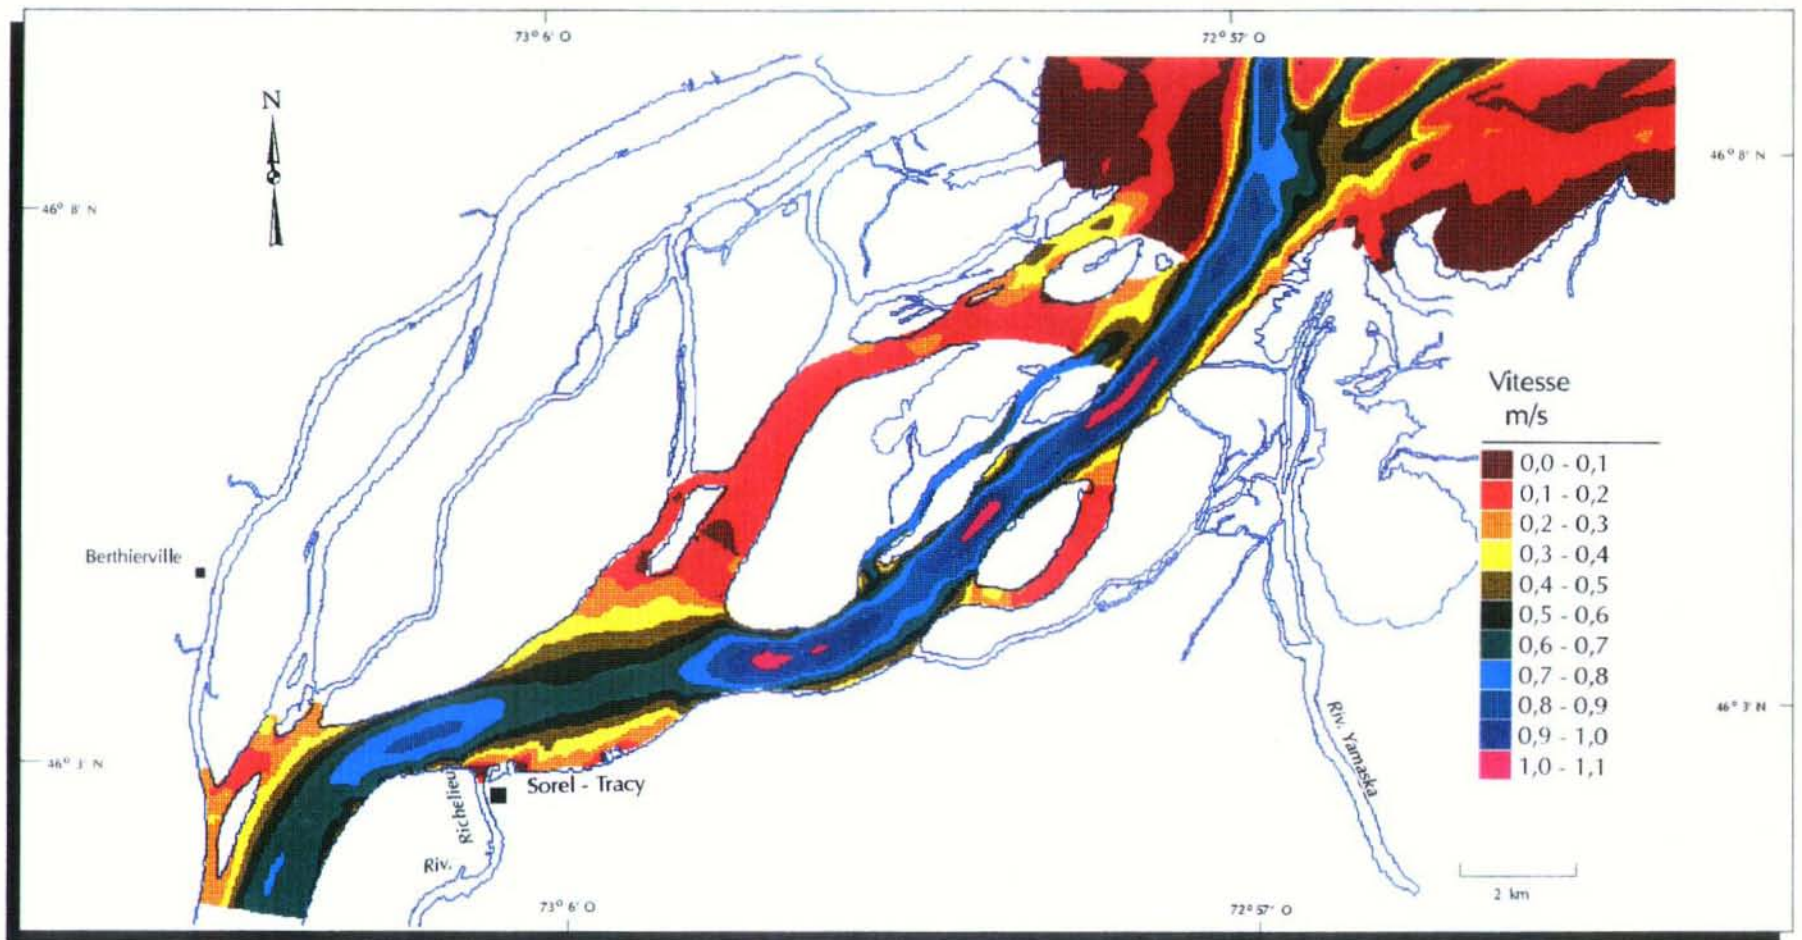 73° 6' O
72° 57' O
N
46° 8' N
46° 8' N
Vitesse
m/s
0,0 - 0,1
0,1 - 0,2
0,2 - 0,3
0,3 - 0,4
0,4 - 0,5
0,5 - 0,6
0,6 - 0,7
0,7 - 0,8
0,8 - 0,9
0,9 - 1,0
1,0 - 1,1
Berthierville
46° 3' N
46° 3' N
Sorel - Tracy
Riv. Richelieu
Riv. Yamaska
2 km
73° 6' O
72° 57' O